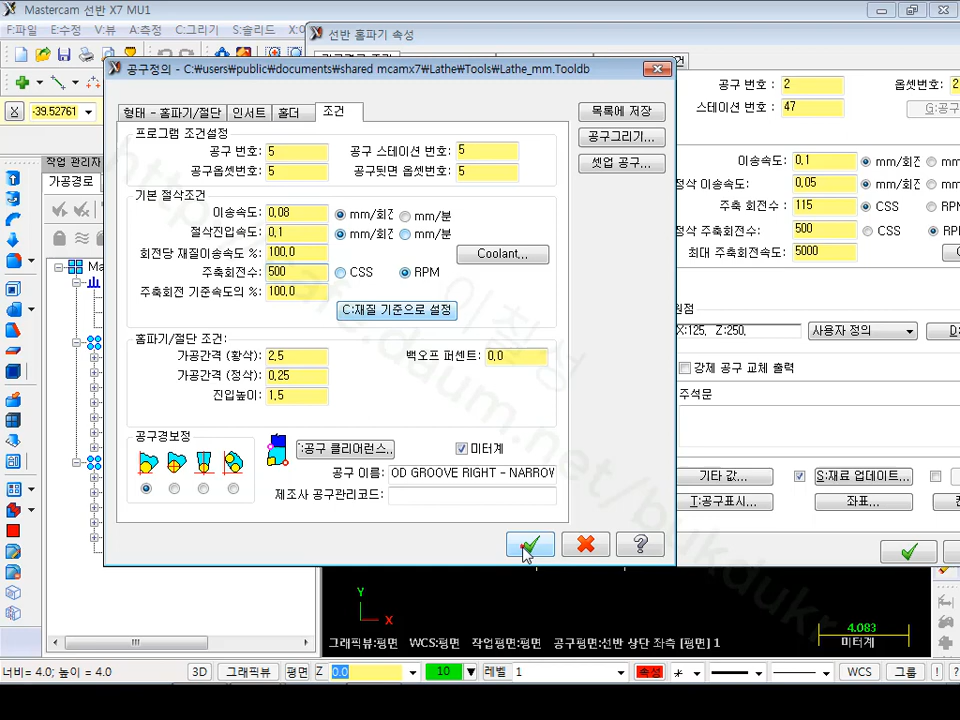 Mastercam 선반 X7 MU1
F:파일 E:수정 V:뷰 A:측정 C:그리기 S:솔리드 X:
선반 홈파기 속성
공구정의 - C:₩users₩public₩documents₩shared mcamx7₩Lathe₩Tools₩Lathe_mm.Tooldb
형태 - 홈파기/절단 인서트 홀더 조건
프로그램 조건설정
공구 번호: 5 공구 스테이션 번호: 5
공구옵셋번호: 5 공구뒷면 옵셋번호: 5
기본 절삭조건
이송속도: 0,08 mm/회전 mm/분
절삭진입속도: 0,1 mm/회전 mm/분
회전당 재질이송속도 %: 100,0 Coolant...
주축회전수: 500 CSS RPM
주축회전 기준속도의 %: 100,0
C:재질 기준으로 설정
홈파기/절단 조건:
가공간격 (황삭): 2,5 백오프 퍼센트: 0,0
가공간격 (정삭): 0,25
진입높이: 1,5
공구경보정
:공구 클리어런스.. 미터계
공구 이름: OD GROOVE RIGHT - NARROW
제조사 공구관리코드:
목록에 저장
공구그리기...
셋업 공구...
-39.52761
작업 관리자
가공경로
Ma
공구 번호 : 2 옵셋번호: 2
스테이션 번호: 47 G:공
이송속도: 0,1 mm/회전 mm
정삭 이송속도: 0,05 mm/회전 mm
주축 회전수: 115 CSS RPM
정삭 주축회전수: 500 CSS RPM
최대 주축회전속도: 5000
원점
X:125, Z:250, 사용자 정의 D:
강제 공구 교체 출력
주석문
기타 값... S:재료 업데이트...
T:공구표시... 좌표...
Y
X
그래픽뷰:평면 WCS:평면 작업평면:평면 공구평면:선반 상단 좌측 [평면] 1
4.083
미터계
너비= 4.0; 높이 = 4.0 3D 그래픽뷰 평면 Z 0.0 10 레벨 1 속성 WCS 그룹 ! ?
이칠성